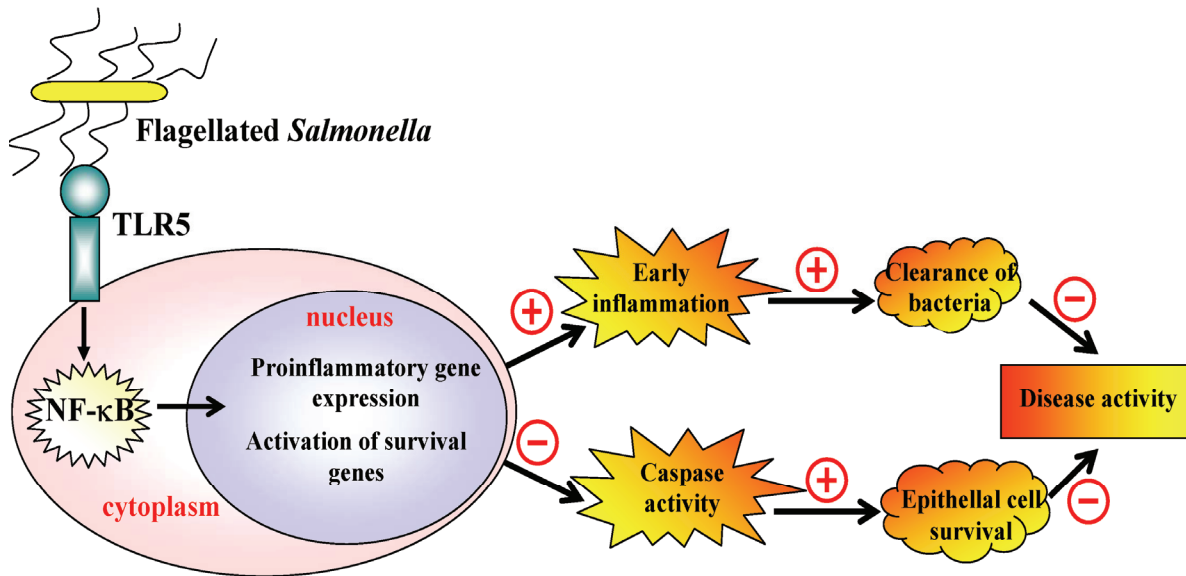 Flagellated Salmonella
TLR5
nucleus
Proinflammatory gene
expression
Activation of survival
genes
NF-κB
cytoplasm
+
Early
inflammation
+
Clearance of
bacteria
−
Disease activity
−
Caspase
activity
+
Epithellal cell
survival
−